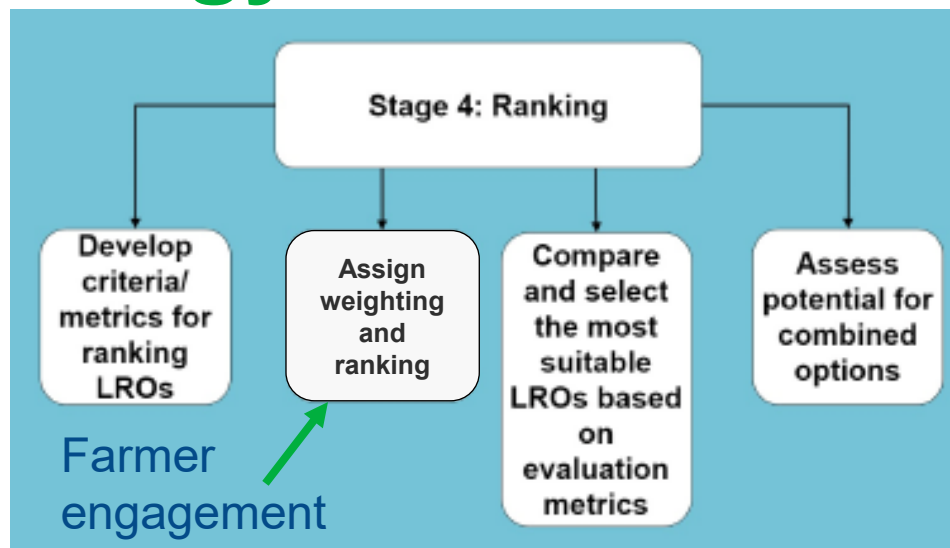 Stage 4: Ranking
Develop
criteria/
metrics for
ranking
LROs
Assign
weighting
and
ranking
Compare
and select
the most
suitable
LROs based
on
evaluation
metrics
Assess
potential for
combined
options
Farmer
engagement